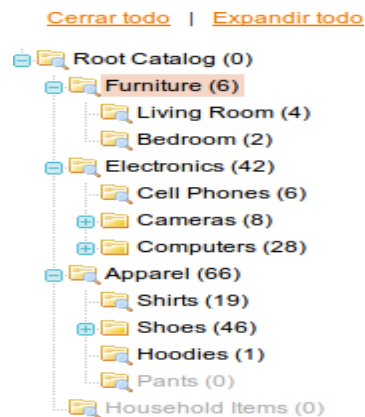 Cerrar todo | Expandir todo
Root Catalog (0)
Furniture (6)
Living Room (4)
Bedroom (2)
Electronics (42)
Cell Phones (6)
Cameras (8)
Computers (28)
Apparel (66)
Shirts (19)
Shoes (46)
Hoodies (1)
Pants (0)
Household Items (0)